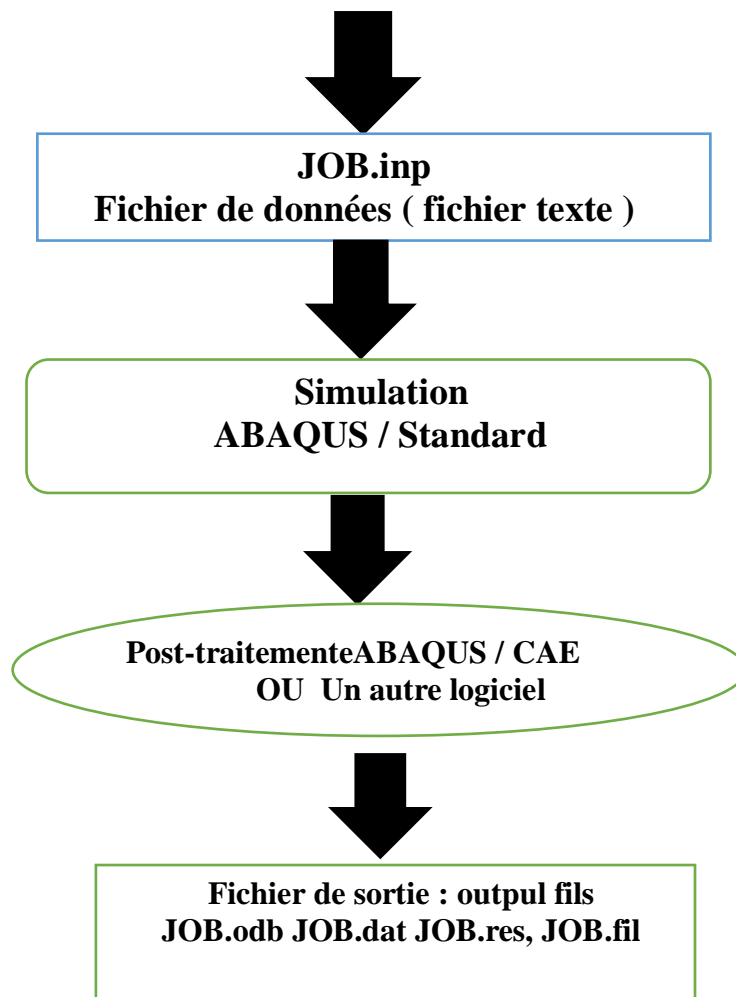 JOB.inp
Fichier de données ( fichier texte )
Simulation
ABAQUS / Standard
Post-traitementeABAQUS / CAE
OU Un autre logiciel
Fichier de sortie : outpul fils
JOB.odb JOB.dat JOB.res, JOB.fil